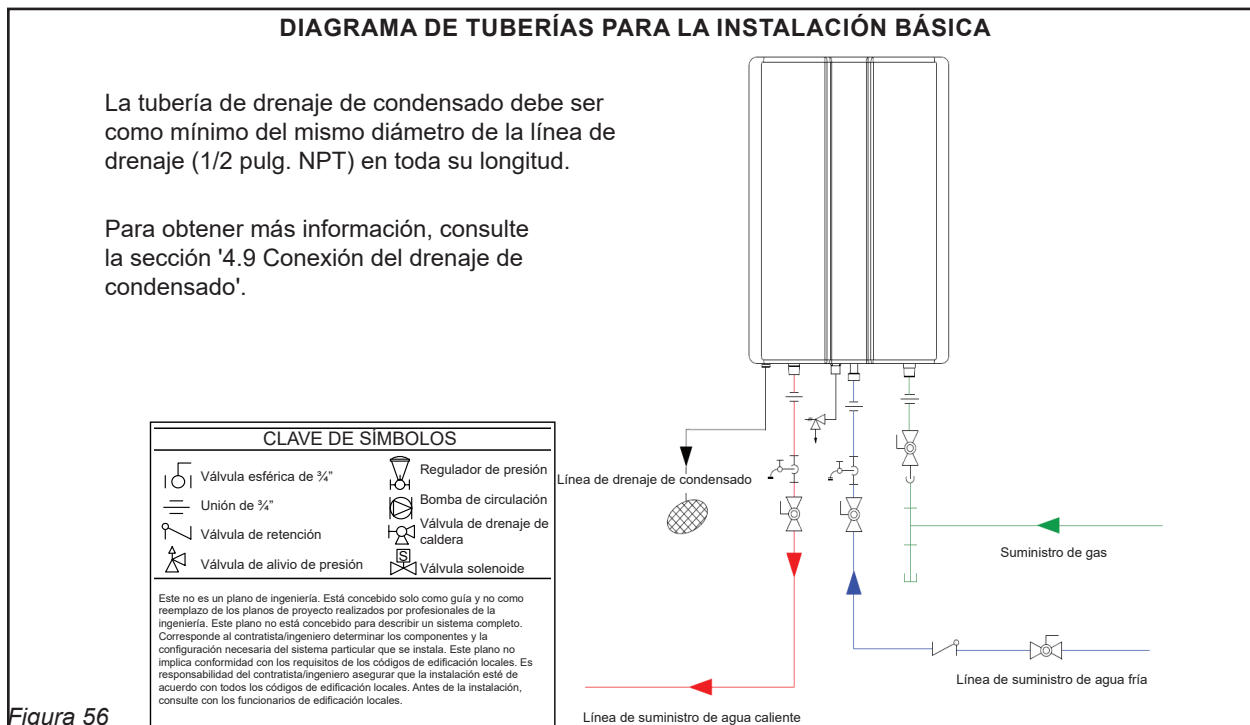 DIAGRAMA DE TUBERÍAS PARA LA INSTALACIÓN BÁSICA
La tubería de drenaje de condensado debe ser
como mínimo del mismo diámetro de la línea de
drenaje (1/2 pulg. NPT) en toda su longitud.
Para obtener más información, consulte
la sección '4.9 Conexión del drenaje de
condensado'.
CLAVE DE SÍMBOLOS
Válvula esférica de ¾"
Unión de ¾"
Válvula de retención
Válvula de alivio de presión
Regulador de presión
Bomba de circulación
Válvula de drenaje de
caldera
S
Válvula solenoide
Este no es un plano de ingeniería. Está concebido solo como guía y no como
reemplazo de los planos de proyecto realizados por profesionales de la
ingeniería. Este plano no está concebido para describir un sistema completo.
Corresponde al contratista/ingeniero determinar los componentes y la
configuración necesaria del sistema particular que se instala. Este plano no
implica conformidad con los requisitos de los códigos de edificación locales. Es
responsabilidad del contratista/ingeniero asegurar que la instalación esté de
acuerdo con todos los códigos de edificación locales. Antes de la instalación,
consulte con los funcionarios de edificación locales.
Línea de drenaje de condensado
Suministro de gas
Línea de suministro de agua fría
Línea de suministro de agua caliente
Figura 56